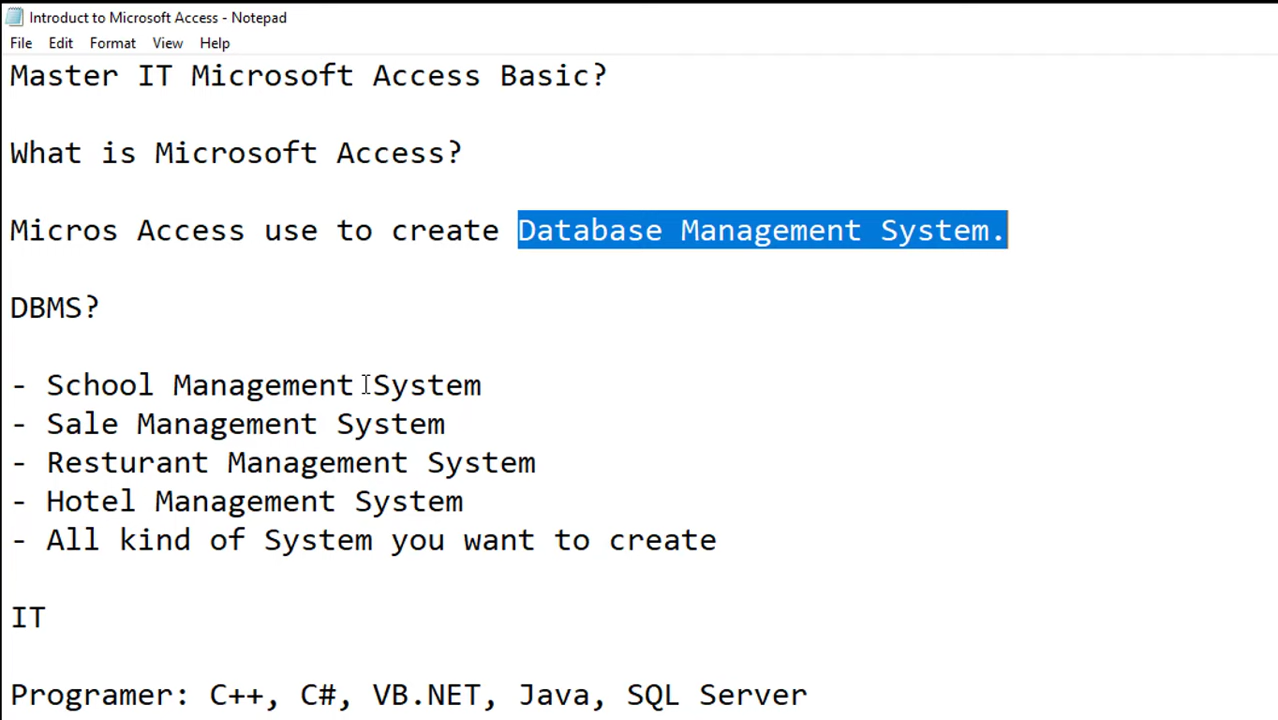 Introduct to Microsoft Access - Notepad
File Edit Format View Help
Master IT Microsoft Access Basic?
What is Microsoft Access?
Micros Access use to create Database Management System.
DBMS?
- School Management System
- Sale Management System
- Resturant Management System
- Hotel Management System
- All kind of System you want to create
IT
Programer: C++, C#, VB.NET, Java, SQL Server